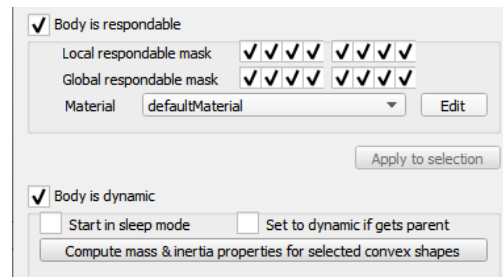 Body is respondable
Local respondable mask
Global respondable mask
Material defaultMaterial Edit
Apply to selection
Body is dynamic
Start in sleep mode Set to dynamic if gets parent
Compute mass & inertia properties for selected convex shapes